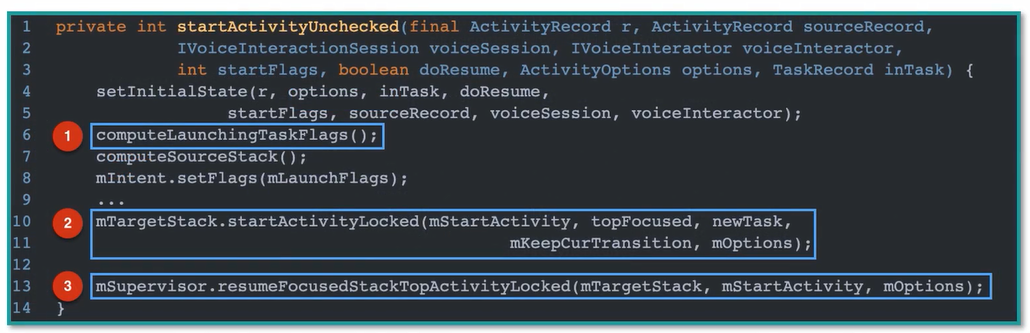 1 private int startActivityUnchecked(final ActivityRecord r, ActivityRecord sourceRecord,
2 IVoiceInteractionSession voiceSession, IVoiceInteractor voiceInteractor,
3 int startFlags, boolean doResume, ActivityOptions options, TaskRecord inTask) {
4 setInitialState(r, options, inTask, doResume,
5 startFlags, sourceRecord, voiceSession, voiceInteractor);
6 1 computeLaunchingTaskFlags();
7 computeSourceStack();
8 mIntent.setFlags(mLaunchFlags);
9 ...
10 2 mTargetStack.startActivityLocked(mStartActivity, topFocused, newTask,
11 mKeepCurTransition, mOptions);
12
13 3 mSupervisor.resumeFocusedStackTopActivityLocked(mTargetStack, mStartActivity, mOptions);
14 }